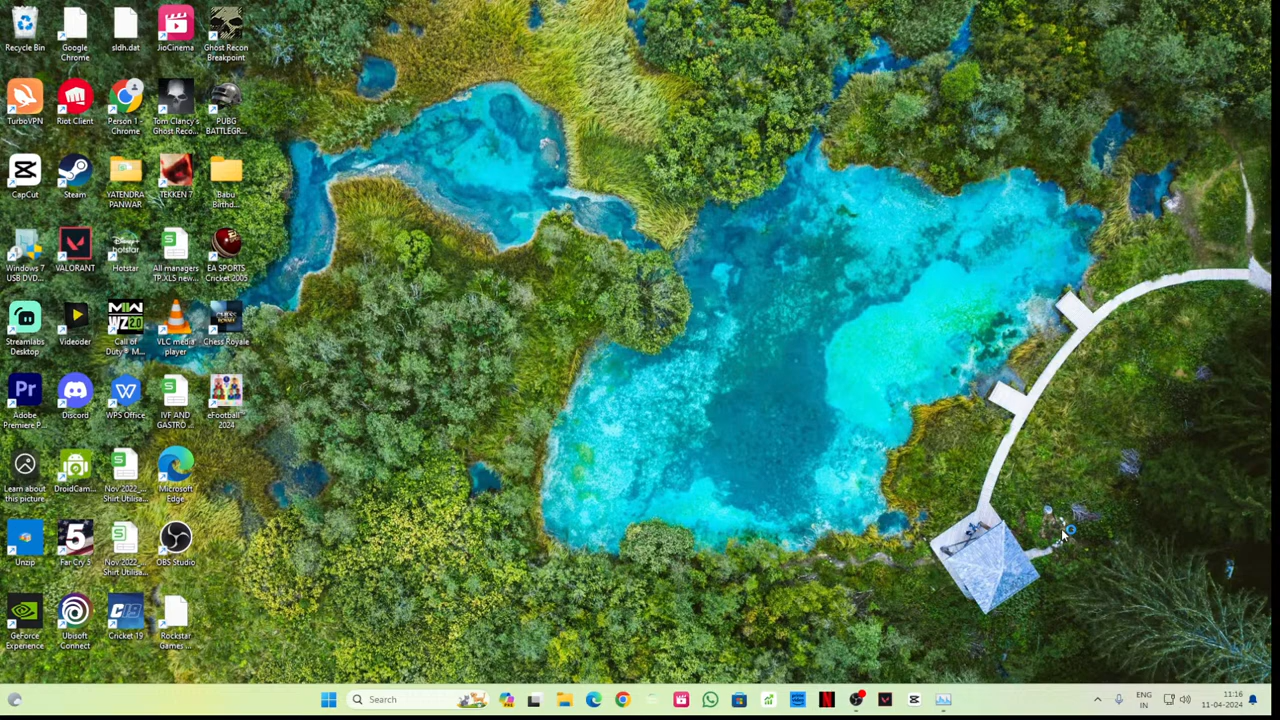 Recycle Bin
Google Chrome
sldh.dat
JioCinema
Ghost Recon Breakpoint
TurboVPN
Riot Client
Person 1 - Chrome
Tom Clancy's Ghost Reco...
PUBG BATTLEGR...
CapCut
Steam
YATENDRA PANWAR
TEKKEN 7
Babu Birthd...
Windows 7 USB DVD...
VALORANT
Hotstar
All managers TP.XLS new...
EA SPORTS Cricket 2005
Streamlabs Desktop
Videoder
Call of Duty® M...
VLC media player
Chess Royale
Adobe Premiere P...
Discord
WPS Office
IVF AND GASTRO ...
eFootball™ 2024
Learn about this picture
DroidCam...
Nov 2022_... Shirt Utilisa...
Microsoft Edge
Unzip
Far Cry 5
Nov 2022_... Shirt Utilisa...
OBS Studio
GeForce Experience
Ubisoft Connect
Cricket 19
Rockstar Games ...
Search
ENG
IN
11:16
11-04-2024